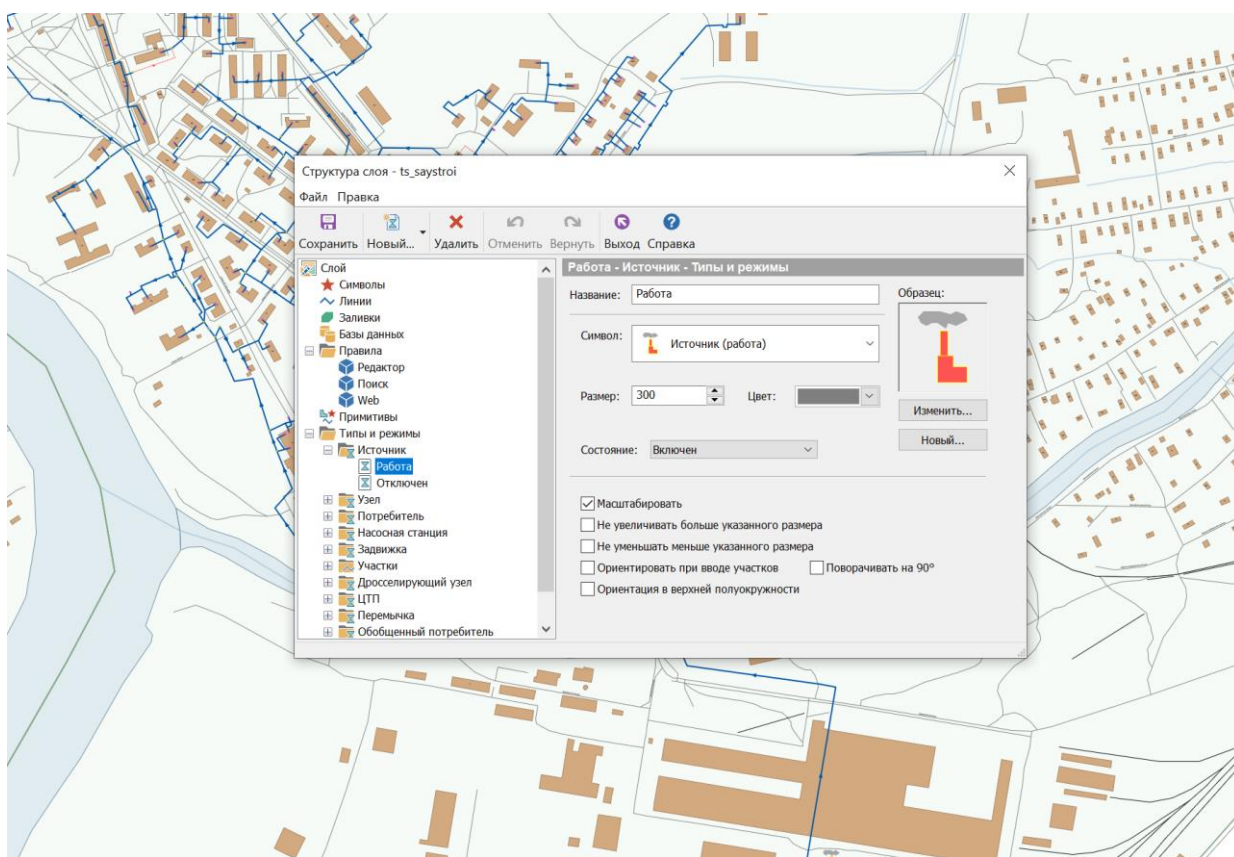 Структура слоя - ts_saystroi
Файл Правка
Сохранить Новый... Удалить Отменить Вернуть Выход Справка
Слой
Символы
Линии
Заливки
Базы данных
Правила
Редактор
Поиск
Web
Примитивы
Типы и режимы
Источник
Работа
Отключен
Узел
Потребитель
Насосная станция
Задвижка
Участки
Дросселирующий узел
ЦТП
Перемычка
Обобщенный потребитель
Работа - Источник - Типы и режимы
Название: Работа
Образец:
Символ: Источник (работа)
Размер: 300 Цвет:
Изменить...
Новый...
Состояние: Включен
Масштабировать
Не увеличивать больше указанного размера
Не уменьшать меньше указанного размера
Ориентировать при вводе участков Поворачивать на 90°
Ориентация в верхней полуокружности